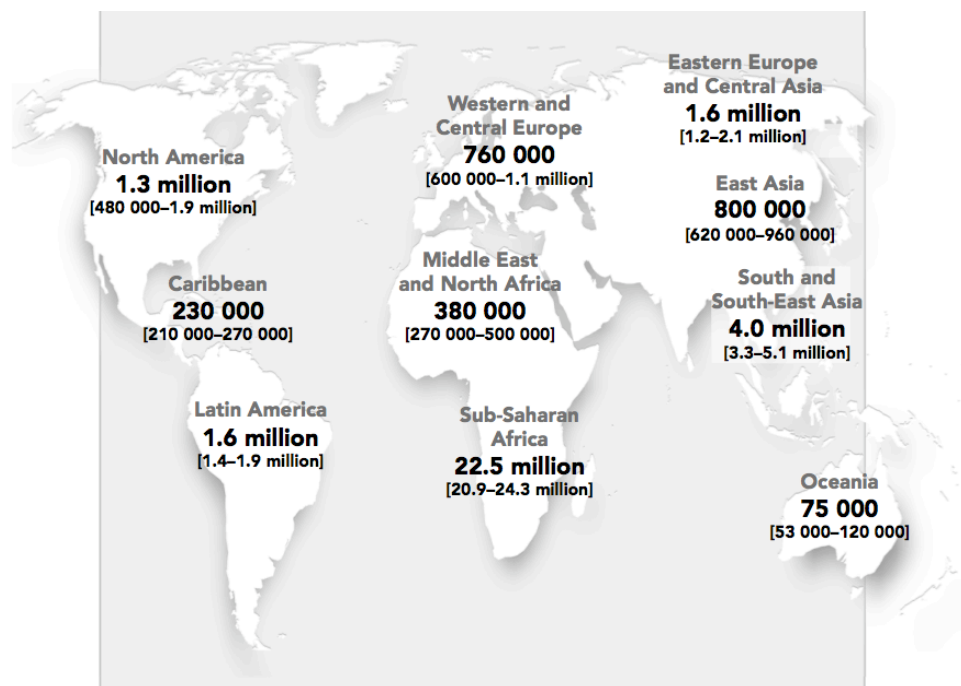 Eastern Europe
and Central Asia
1.6 million
[1.2–2.1 million]
Western and
Central Europe
760 000
[600 000–1.1 million]
North America
1.3 million
[480 000–1.9 million]
East Asia
800 000
[620 000–960 000]
Middle East
and North Africa
380 000
[270 000–500 000]
Caribbean
230 000
[210 000–270 000]
South and
South-East Asia
4.0 million
[3.3–5.1 million]
Latin America
1.6 million
[1.4–1.9 million]
Sub-Saharan
Africa
22.5 million
[20.9–24.3 million]
Oceania
75 000
[53 000–120 000]